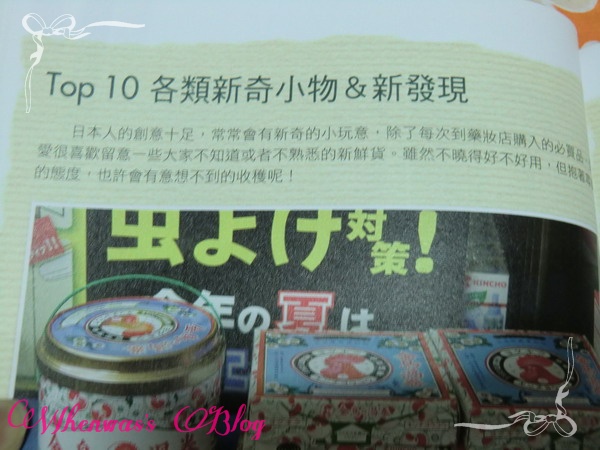 Top 10 各類新奇小物＆新發現
日本人的創意十足，常常會有新奇的小玩意，除了每次到藥妝店購入的必買品
愛很喜歡留意一些大家不知道或者不熟悉的新鮮貨。雖然不曉得好不好用，但抱著
的態度，也許會有意想不到的收穫呢！
虫よけ対策！
今年の夏は
KINCHO
Blog